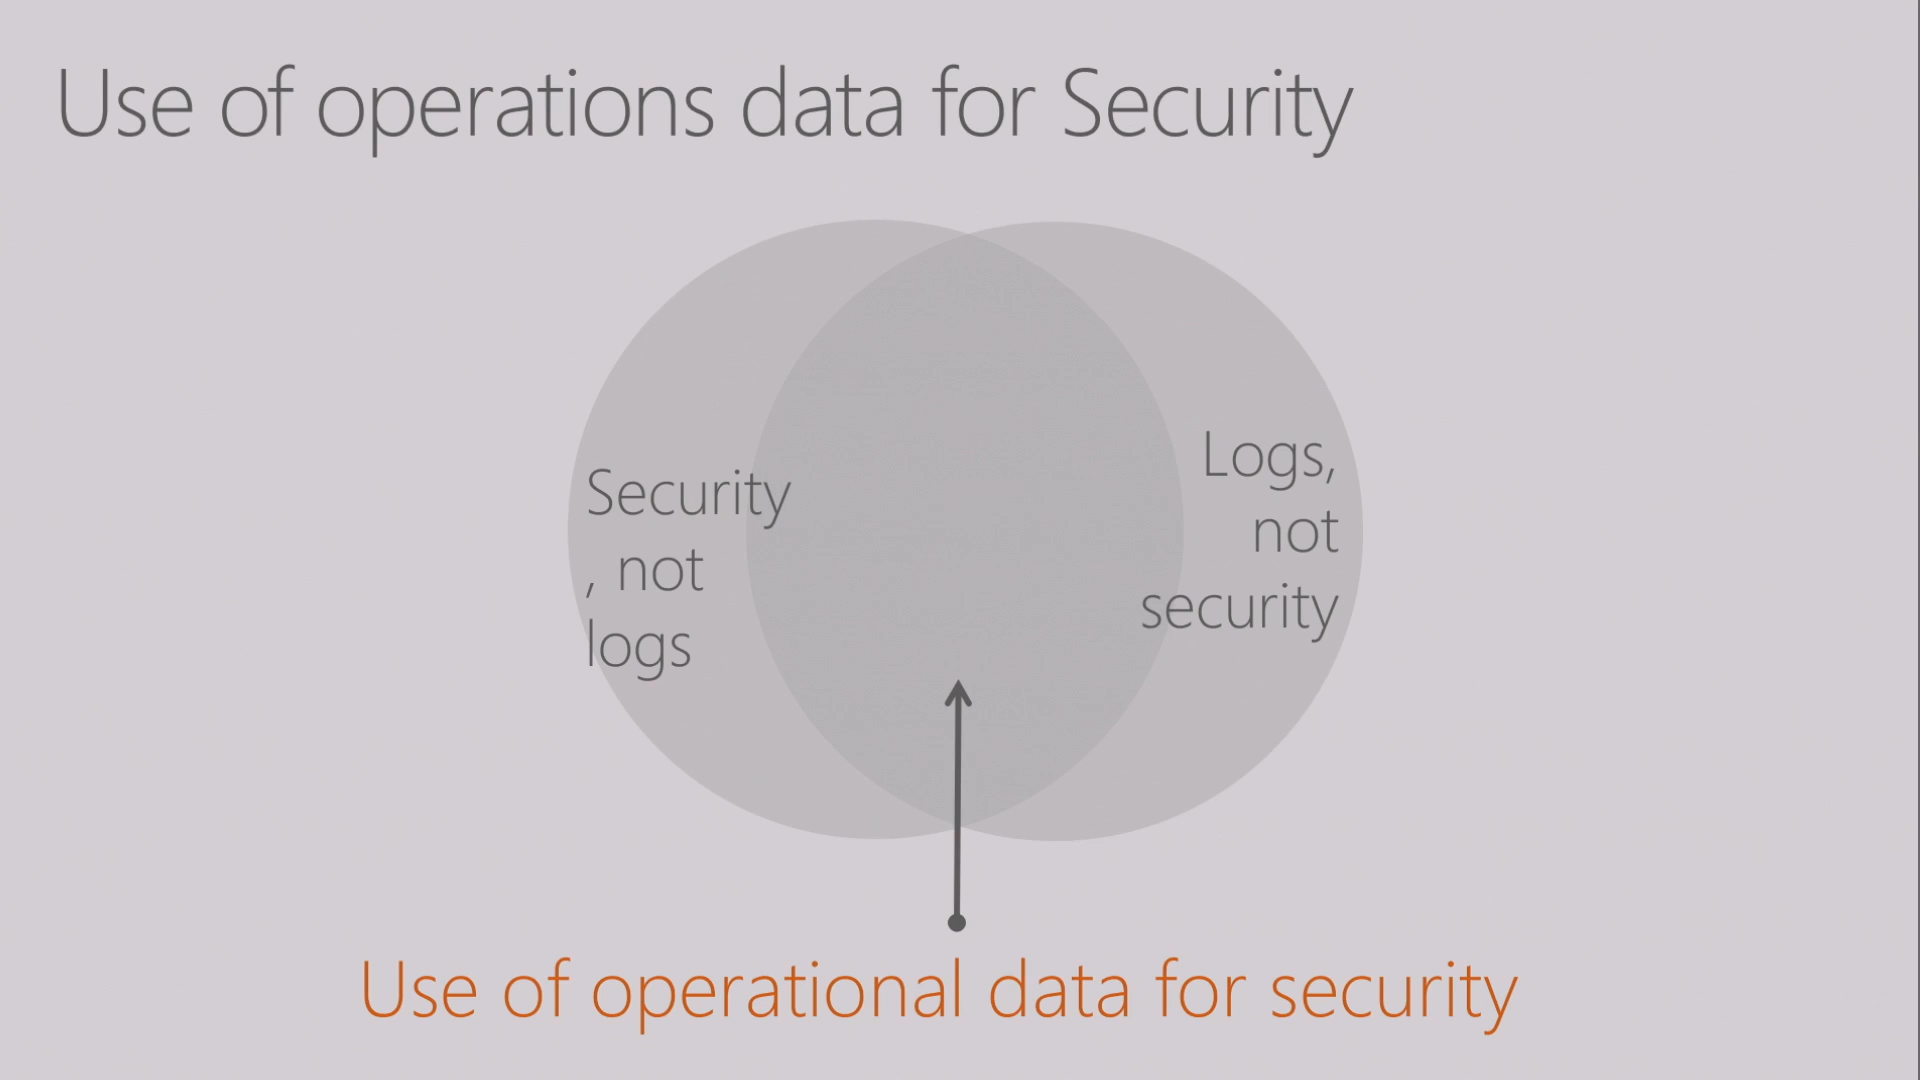 Use of operations data for Security
Security
, not
logs
Logs,
not
security
Use of operational data for security